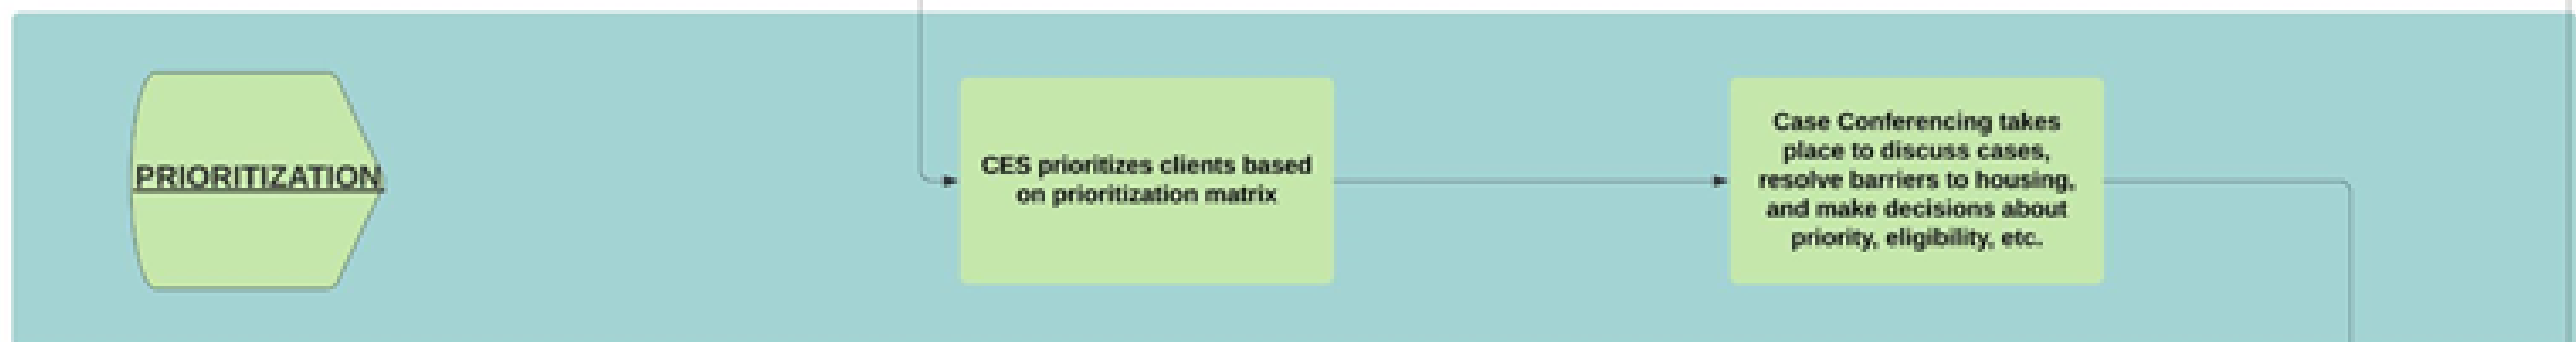 PRIORITIZATION
CES prioritizes clients based
on prioritization matrix
Case Conferencing takes
place to discuss cases,
resolve barriers to housing,
and make decisions about
priority, eligibility, etc.